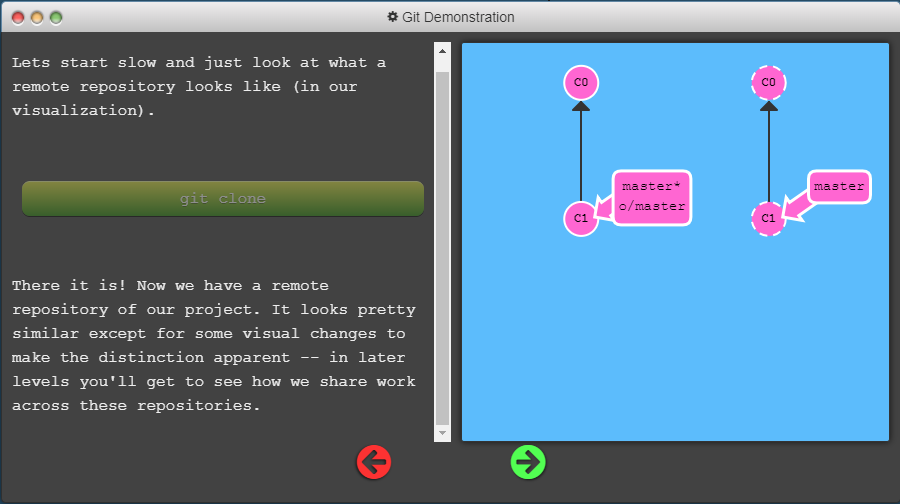 Git Demonstration
Lets start slow and just look at what a
remote repository looks like (in our
visualization).
git clone
There it is! Now we have a remote
repository of our project. It looks pretty
similar except for some visual changes to
make the distinction apparent -- in later
levels you'll get to see how we share work
across these repositories.
C0
master*
o/master
C1
C0
master
C1